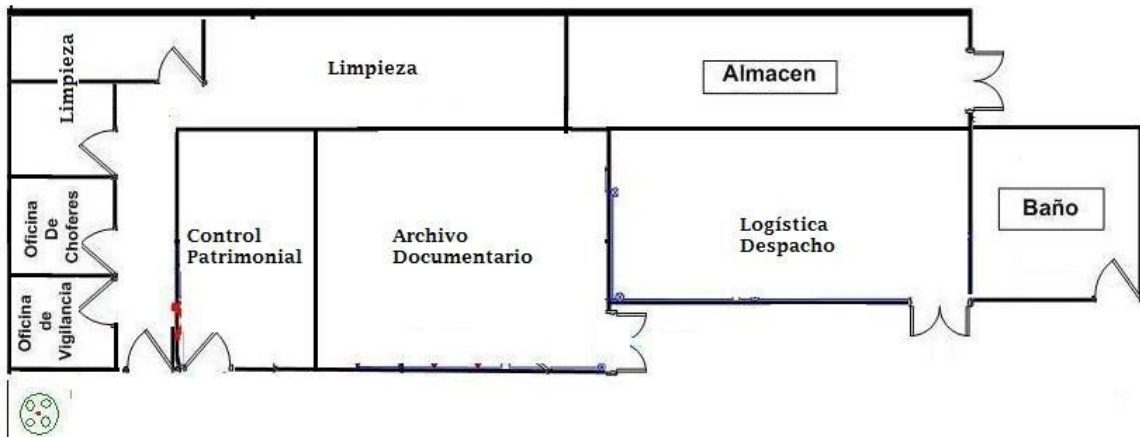 Limpieza
Limpieza
Almacen
Oficina
De
Choferes
Control
Patrimonial
Archivo
Documentario
Logística
Despacho
Baño
Oficina
de
Vigilancia